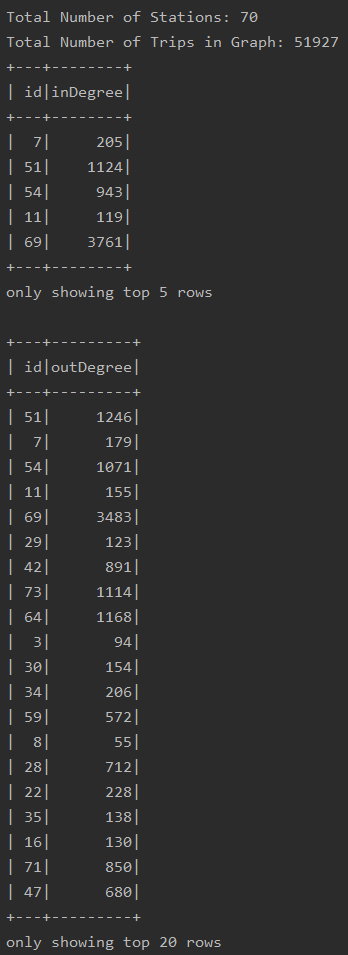 Total Number of Stations: 70
Total Number of Trips in Graph: 51927
+---+--------+
| id|inDegree|
+---+--------+
|  7|     205|
| 51|    1124|
| 54|     943|
| 11|     119|
| 69|    3761|
+---+--------+
only showing top 5 rows

+---+---------+
| id|outDegree|
+---+---------+
| 51|     1246|
|  7|      179|
| 54|     1071|
| 11|      155|
| 69|     3483|
| 29|      123|
| 42|      891|
| 73|     1114|
| 64|     1168|
|  3|       94|
| 30|      154|
| 34|      206|
| 59|      572|
|  8|       55|
| 28|      712|
| 22|      228|
| 35|      138|
| 16|      130|
| 71|      850|
| 47|      680|
+---+---------+
only showing top 20 rows